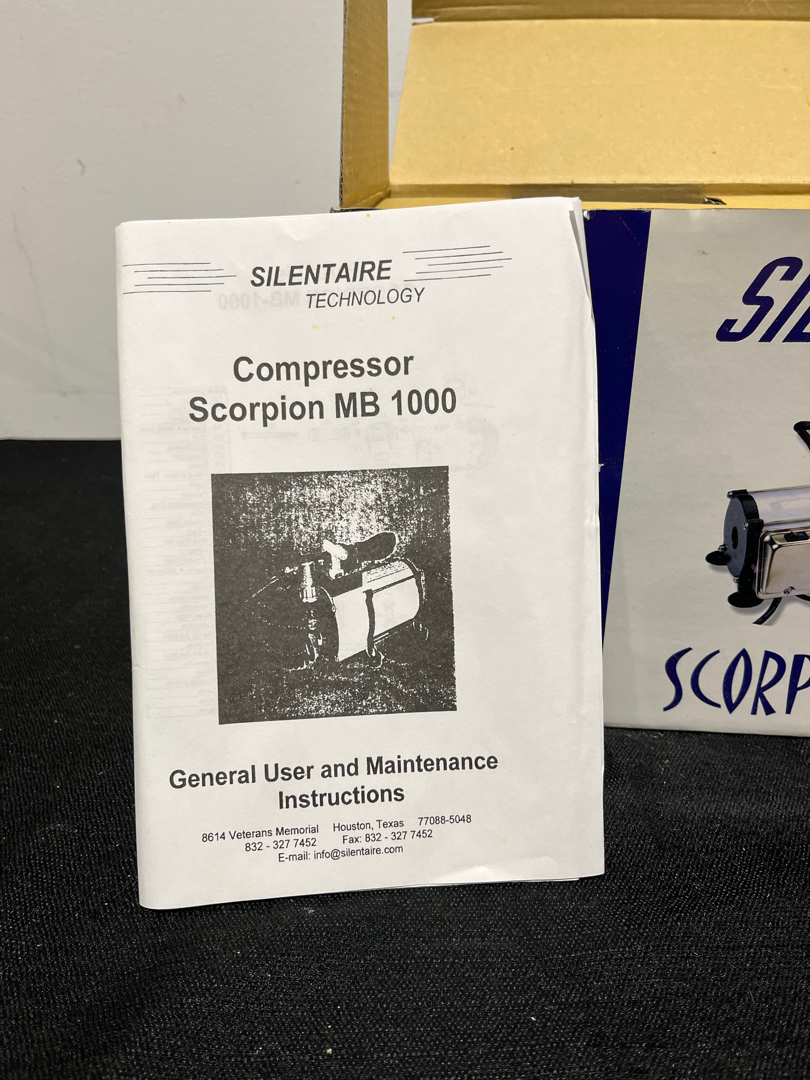 SILENTAIRE
TECHNOLOGY
Compressor
Scorpion MB 1000
General User and Maintenance
Instructions
8614 Veterans Memorial Houston, Texas 77088-5048
832 - 327 7452 Fax: 832 - 327 7452
E-mail: info@silentaire.com
SIL
SCORP